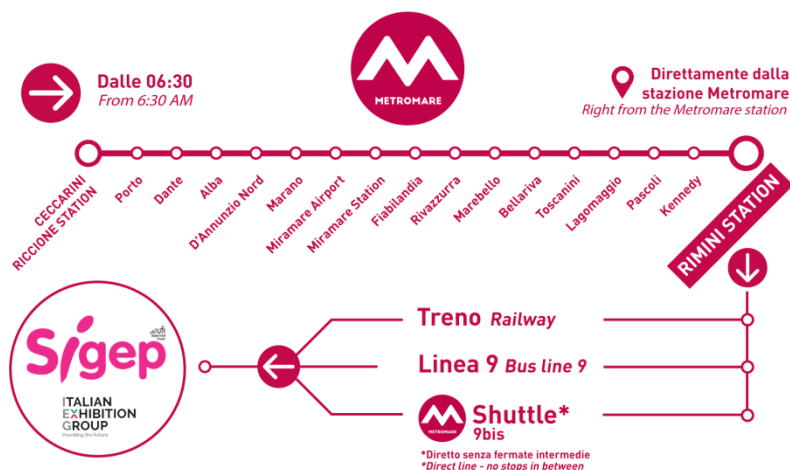 Dalle 06:30
From 6:30 AM
METROMARE
Direttamente dalla
stazione Metromare
Right from the Metromare station
CECCARINI
RICCIONE STATION
Porto
Dante
Alba
D'Annunzio Nord
Marano
Miramare Airport
Miramare Station
Fiabilandia
Rivazzurra
Marebello
Bellariva
Toscanini
Lagomaggio
Pascoli
Kennedy
RIMINI STATION
Treno Railway
Linea 9 Bus line 9
METROMARE
Shuttle*
9bis
*Diretto senza fermate intermedie
*Direct line - no stops in between
Sigep
ITALIAN
EXHIBITION
GROUP
Providing the future